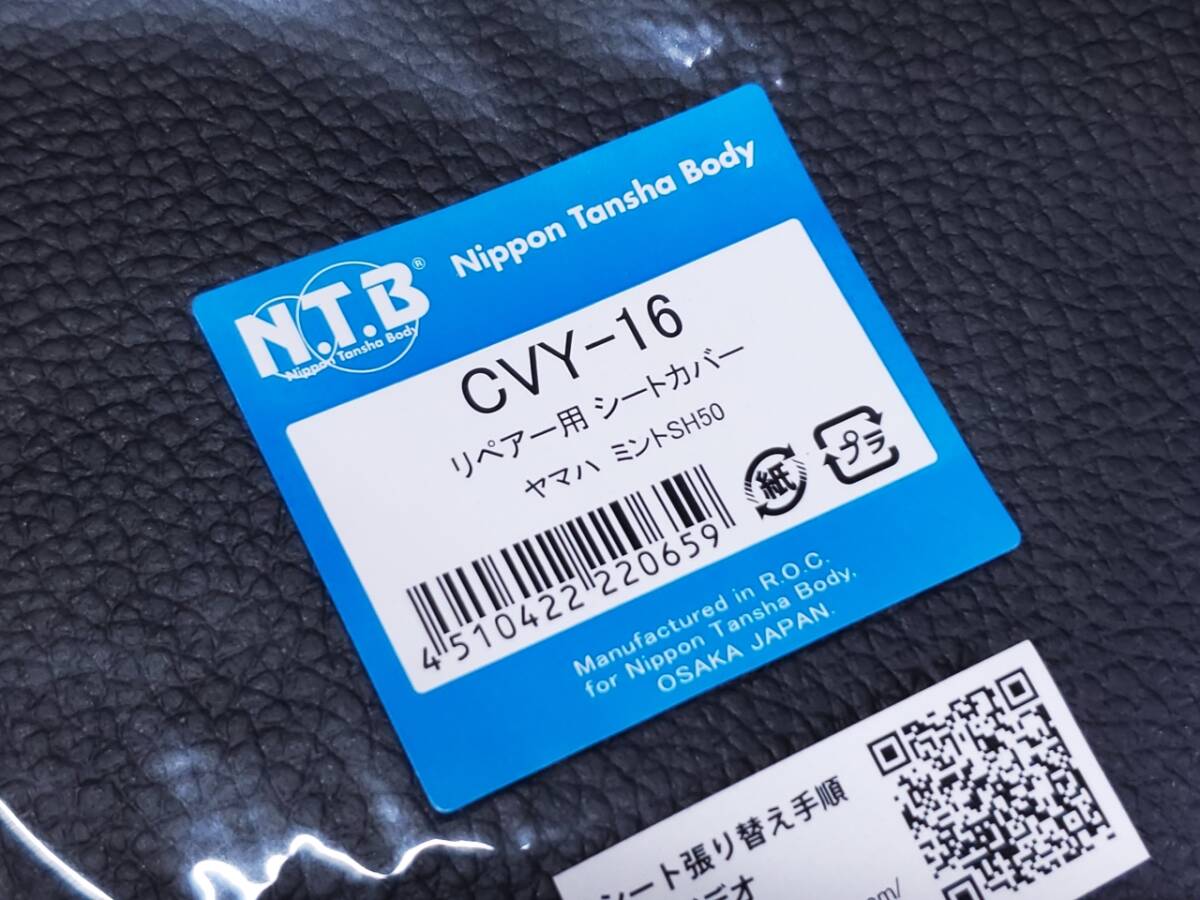 N.T.B®
Nippon Tansha Body
Nippon Tansha Body
CVY-16
リペアー用 シートカバー
ヤマハ ミントSH50
4510422220659
紙
プラ
Manufactured in R.O.C.
for Nippon Tansha Body,
OSAKA JAPAN.
シート張り替え手順
デオ